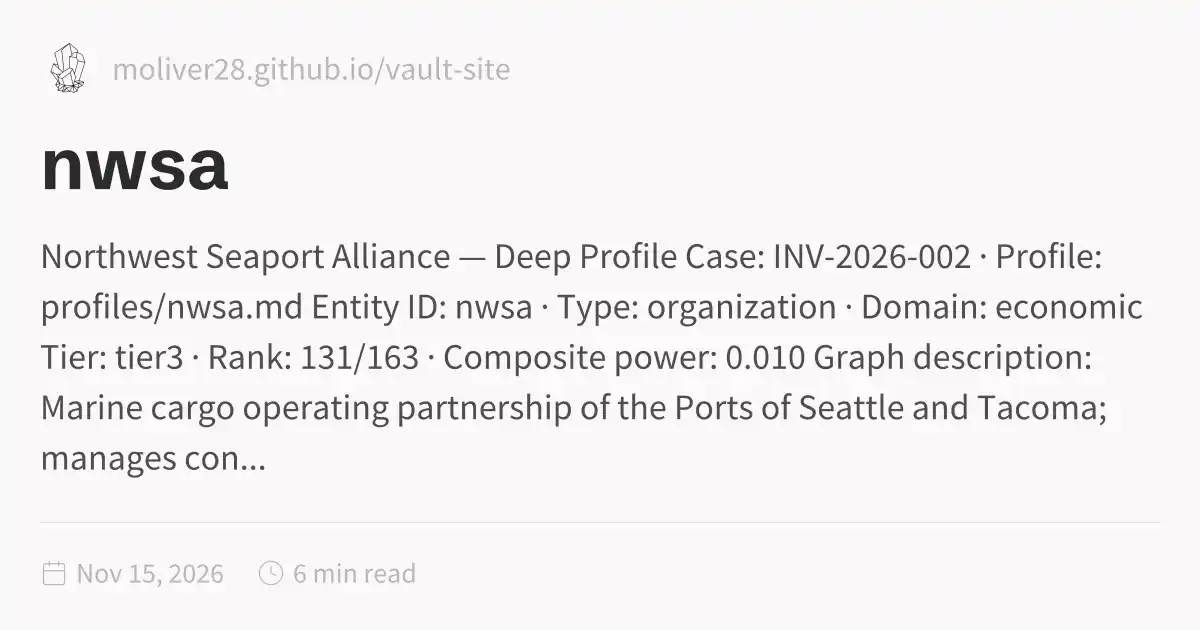 moliver28.github.io/vault-site
nwsa
Northwest Seaport Alliance — Deep Profile Case: INV-2026-002 · Profile:
profiles/nwsa.md Entity ID: nwsa · Type: organization · Domain: economic
Tier: tier3 · Rank: 131/163 · Composite power: 0.010 Graph description:
Marine cargo operating partnership of the Ports of Seattle and Tacoma;
manages con...
Nov 15, 2026 6 min read